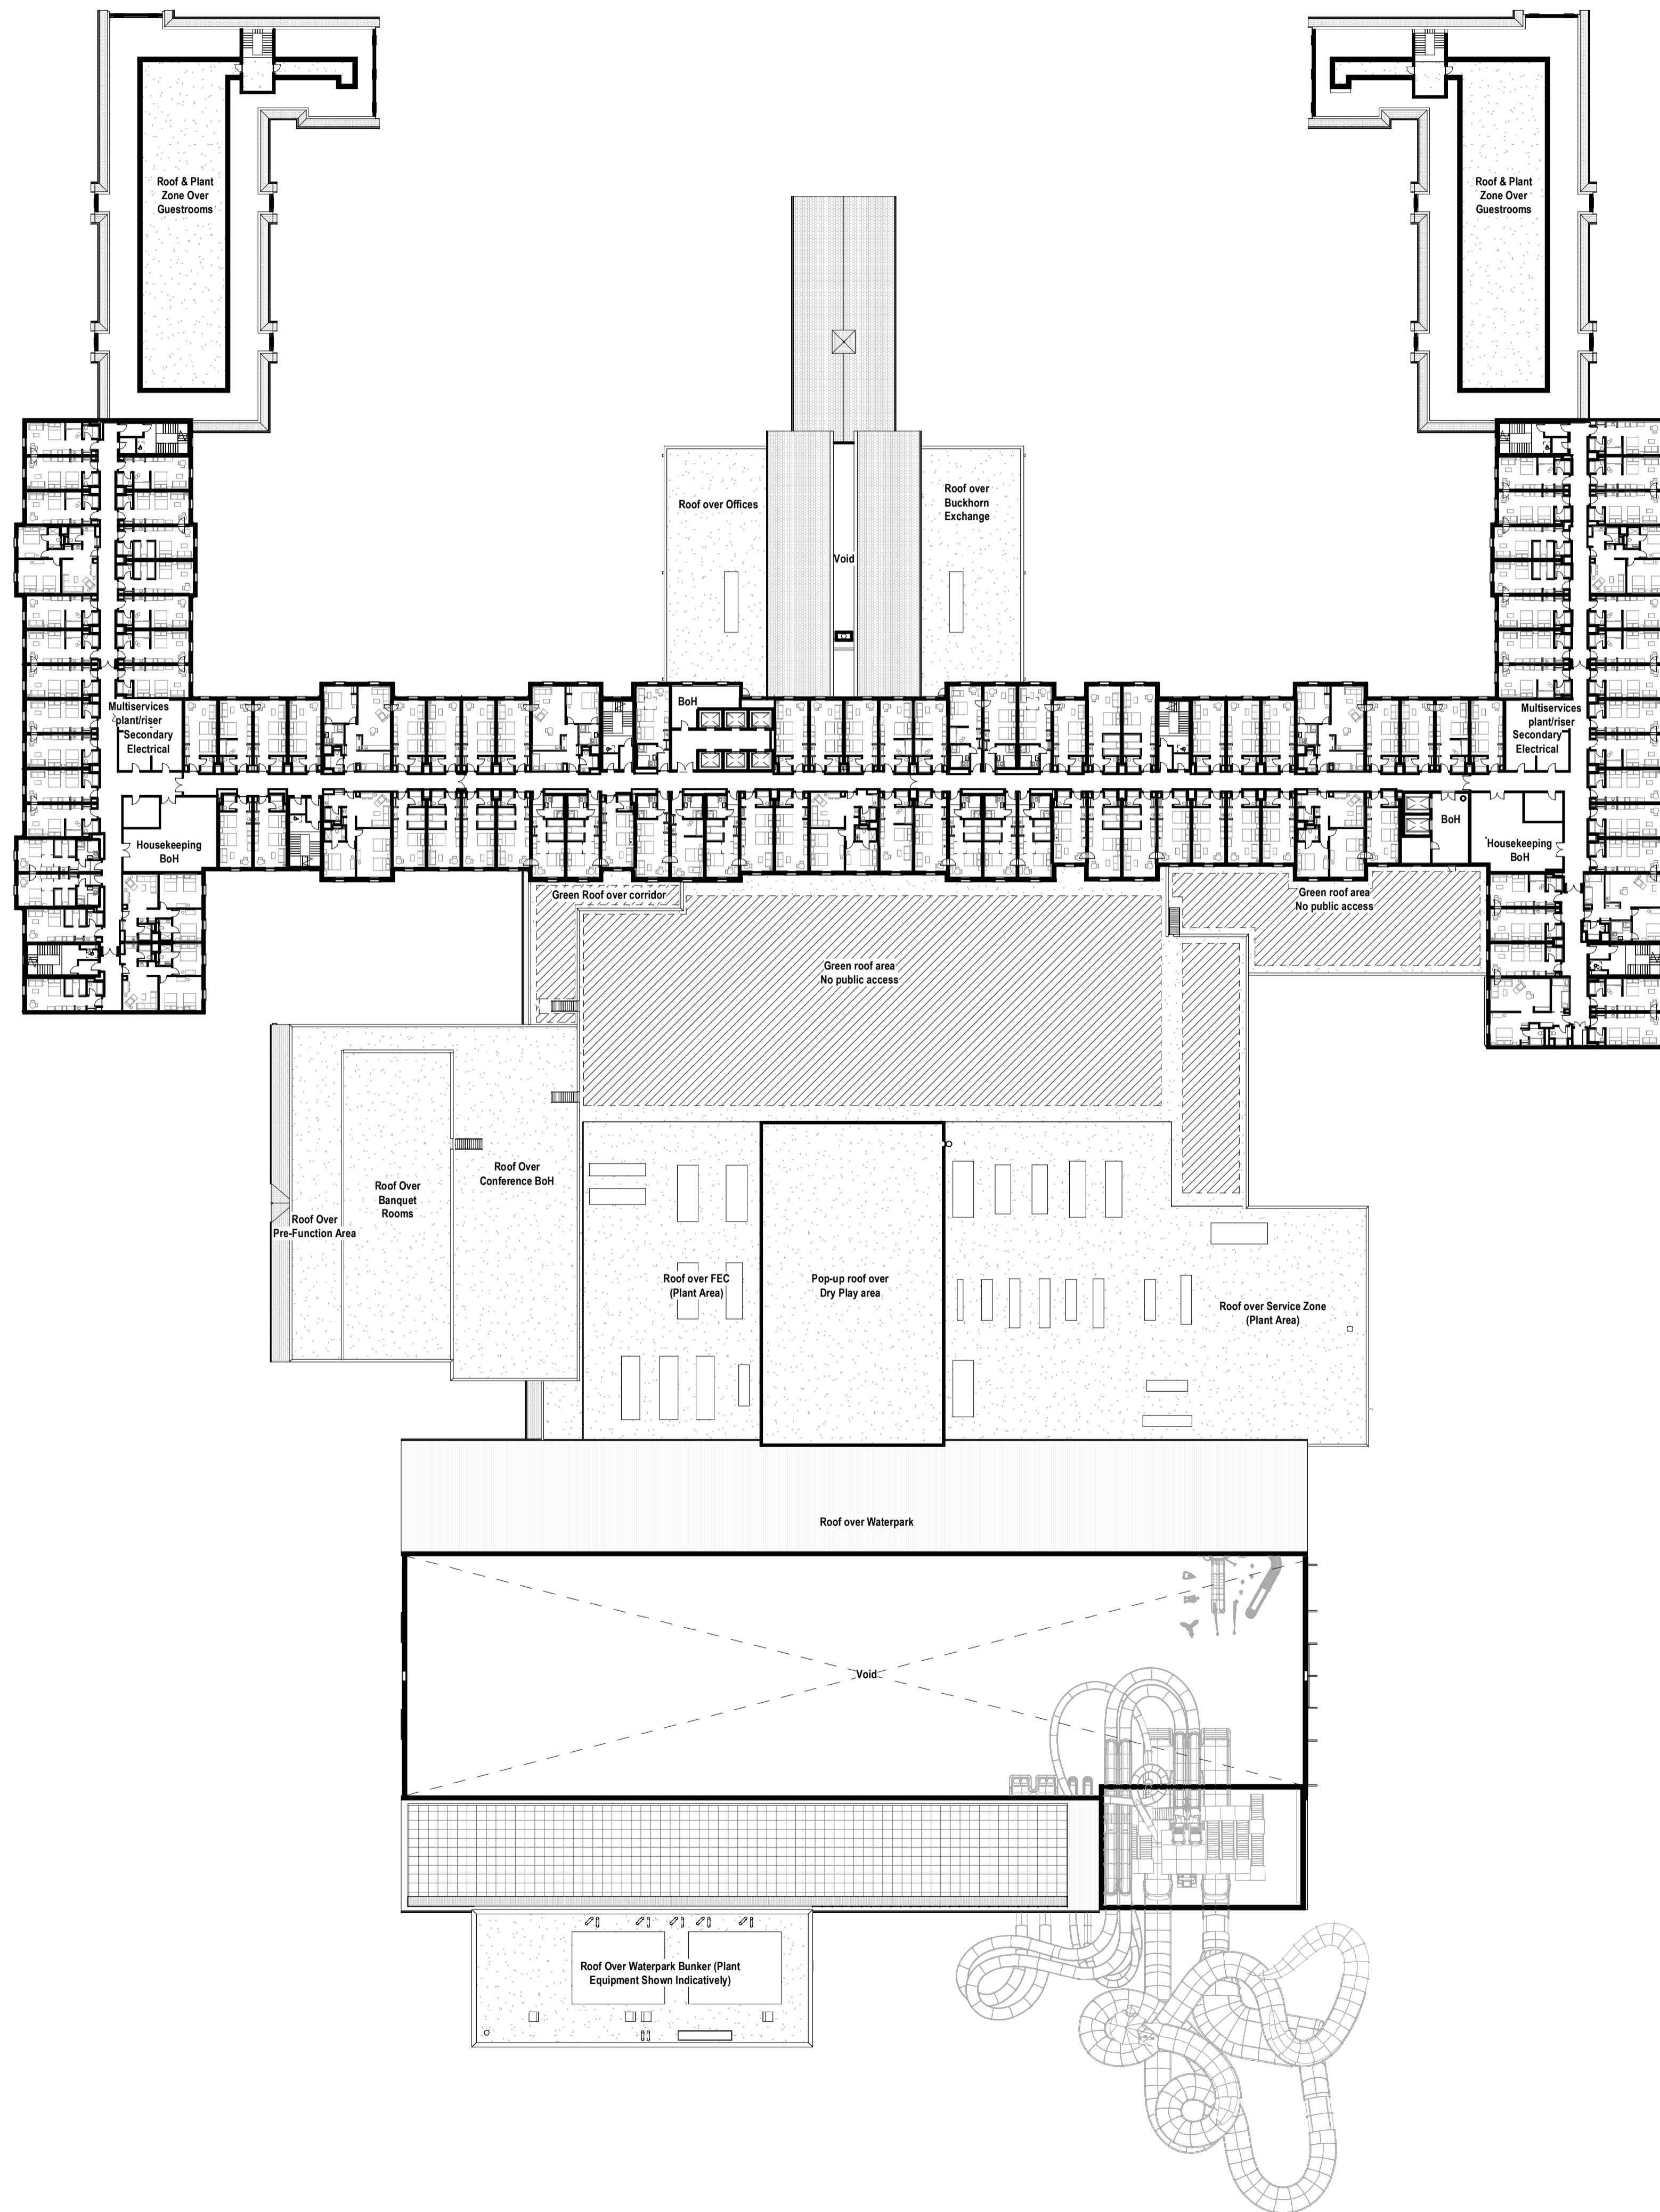 Roof & Plant
Zone Over
Guestrooms
Roof & Plant
Zone Over
Guestrooms
Roof over Offices
Roof over
Buckhorn
Exchange
Void
Multiservices
plant/riser
Secondary
Electrical
BoH
Multiservices
plant/riser
Secondary
Electrical
Housekeeping
BoH
BoH
Housekeeping
BoH
Green Roof over corridor
Green roof area
No public access
Green roof area
No public access
Roof Over
Conference BoH
Roof Over
Banquet
Rooms
Roof Over
Pre-Function Area
Roof over FEC
(Plant Area)
Pop-up roof over
Dry Play area
Roof over Service Zone
(Plant Area)
Roof over Waterpark
Void
Roof Over Waterpark Bunker (Plant
Equipment Shown Indicatively)